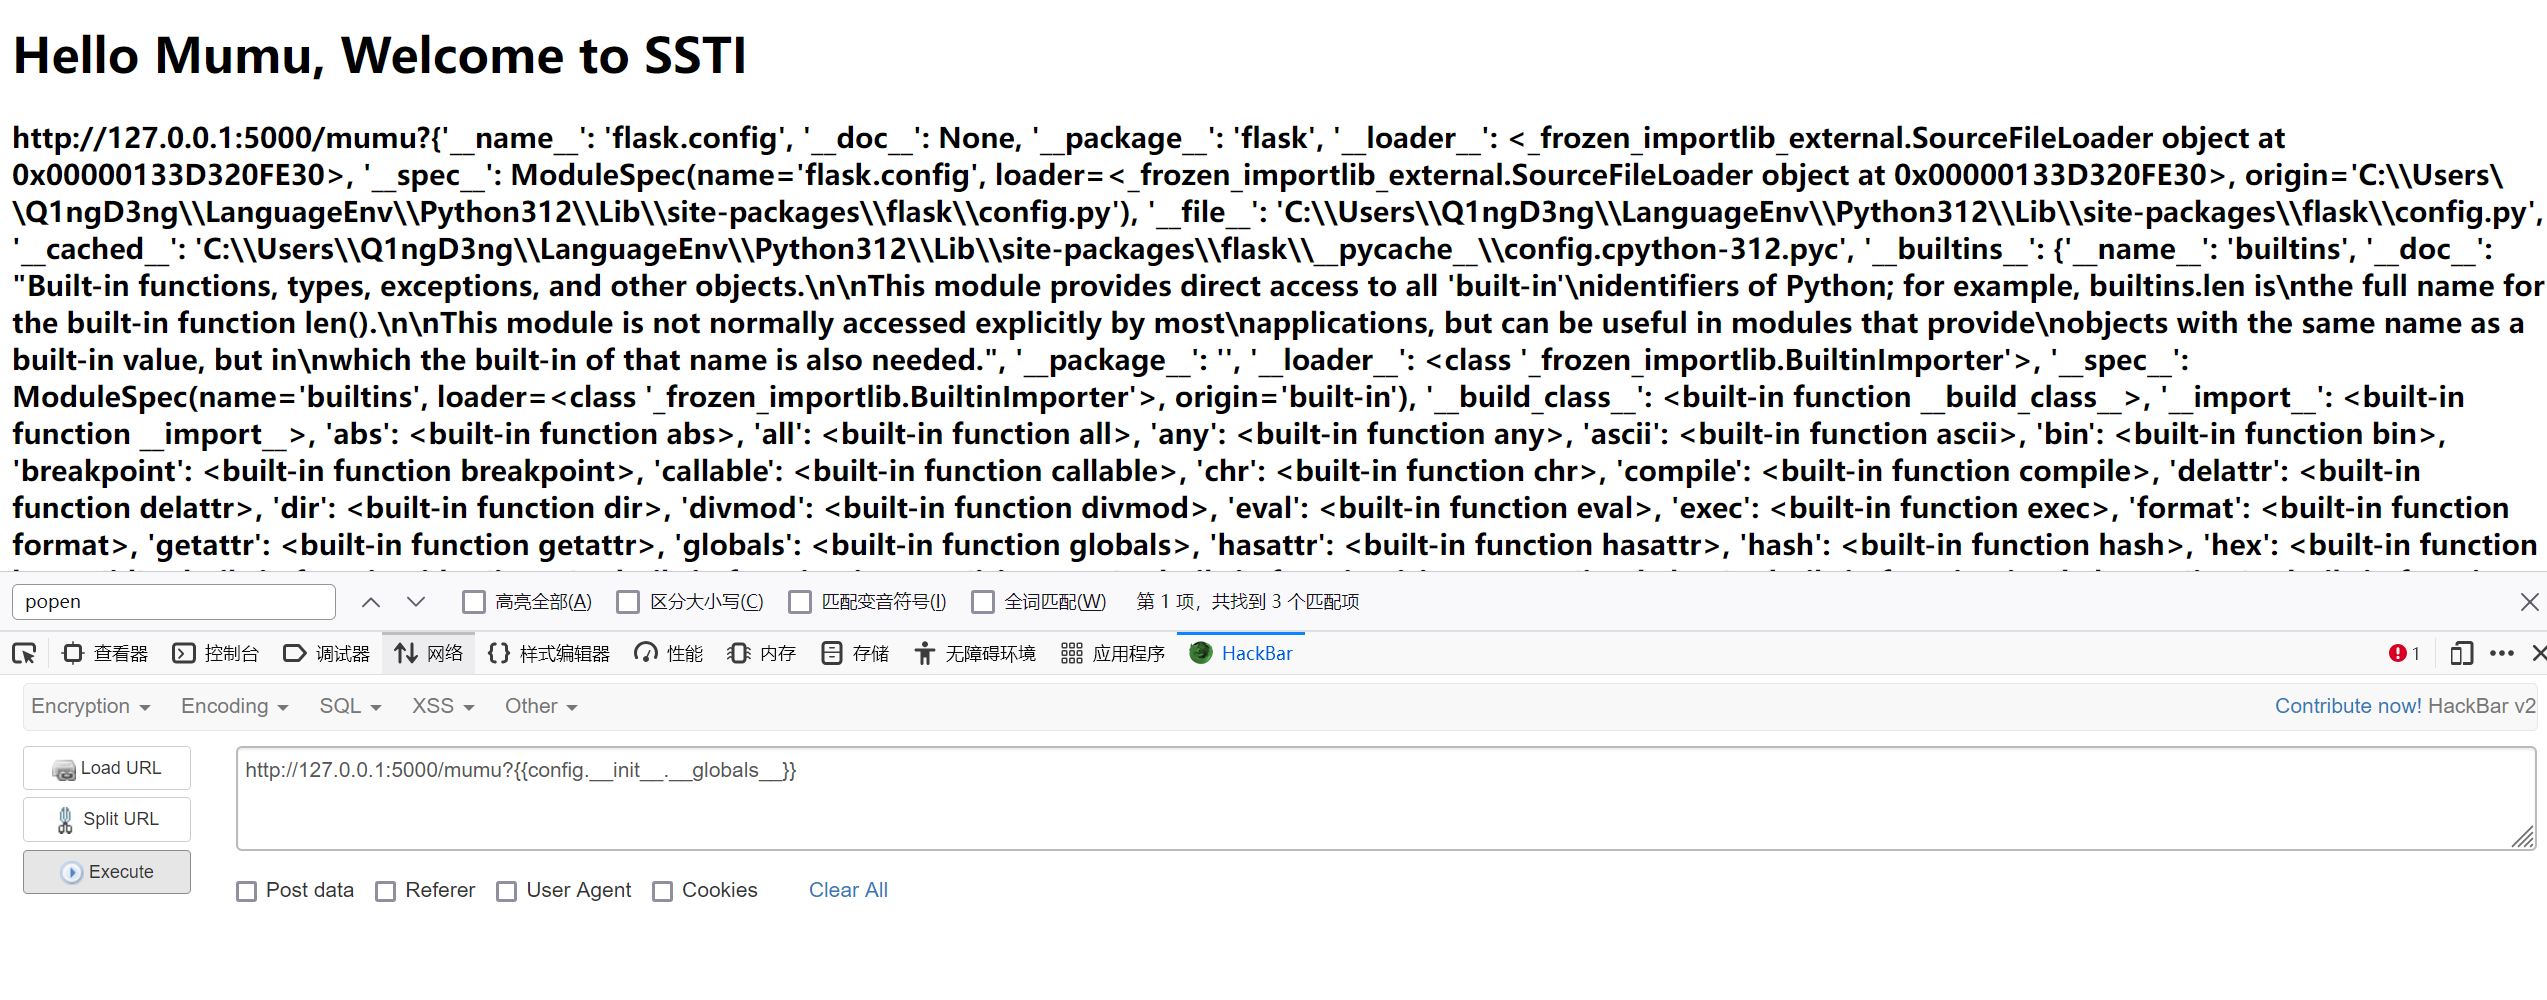 Hello Mumu, Welcome to SSTI
http://127.0.0.1:5000/mumu?{'__name__': 'flask.config', '__doc__': None, '__package__': 'flask', '__loader__': <_frozen_importlib_external.SourceFileLoader object at
0x00000133D320FE30>, '__spec__': ModuleSpec(name='flask.config', loader=<_frozen_importlib_external.SourceFileLoader object at 0x00000133D320FE30>, origin='C:\\Users\
\Q1ngD3ng\\LanguageEnv\\Python312\\Lib\\site-packages\\flask\\config.py'), '__file__': 'C:\\Users\\Q1ngD3ng\\LanguageEnv\\Python312\\Lib\\site-packages\\flask\\config.py',
'__cached__': 'C:\\Users\\Q1ngD3ng\\LanguageEnv\\Python312\\Lib\\site-packages\\flask\\__pycache__\\config.cpython-312.pyc', '__builtins__': {'__name__': 'builtins', '__doc__':
"Built-in functions, types, exceptions, and other objects.\n\nThis module provides direct access to all 'built-in'\nidentifiers of Python; for example, builtins.len is\nthe full name for
the built-in function len().\n\nThis module is not normally accessed explicitly by most\napplications, but can be useful in modules that provide\nobjects with the same name as a
built-in value, but in\nwhich the built-in of that name is also needed.", '__package__': '', '__loader__': <class '_frozen_importlib.BuiltinImporter'>, '__spec__':
ModuleSpec(name='builtins', loader=<class '_frozen_importlib.BuiltinImporter'>, origin='built-in'), '__build_class__': <built-in function __build_class__>, '__import__': <built-in
function __import__>, 'abs': <built-in function abs>, 'all': <built-in function all>, 'any': <built-in function any>, 'ascii': <built-in function ascii>, 'bin': <built-in function bin>,
'breakpoint': <built-in function breakpoint>, 'callable': <built-in function callable>, 'chr': <built-in function chr>, 'compile': <built-in function compile>, 'delattr': <built-in
function delattr>, 'dir': <built-in function dir>, 'divmod': <built-in function divmod>, 'eval': <built-in function eval>, 'exec': <built-in function exec>, 'format': <built-in function
format>, 'getattr': <built-in function getattr>, 'globals': <built-in function globals>, 'hasattr': <built-in function hasattr>, 'hash': <built-in function hash>, 'hex': <built-in function
popen 高亮全部(A) 区分大小写(C) 匹配变音符号(I) 全词匹配(W) 第 1 项，共找到 3 个匹配项
查看器 控制台 调试器 网络 样式编辑器 性能 内存 存储 无障碍环境 应用程序 HackBar 1
Encryption Encoding SQL XSS Other Contribute now! HackBar v2
Load URL http://127.0.0.1:5000/mumu?{{config.__init__.__globals__}}
Split URL
Execute
Post data Referer User Agent Cookies Clear All